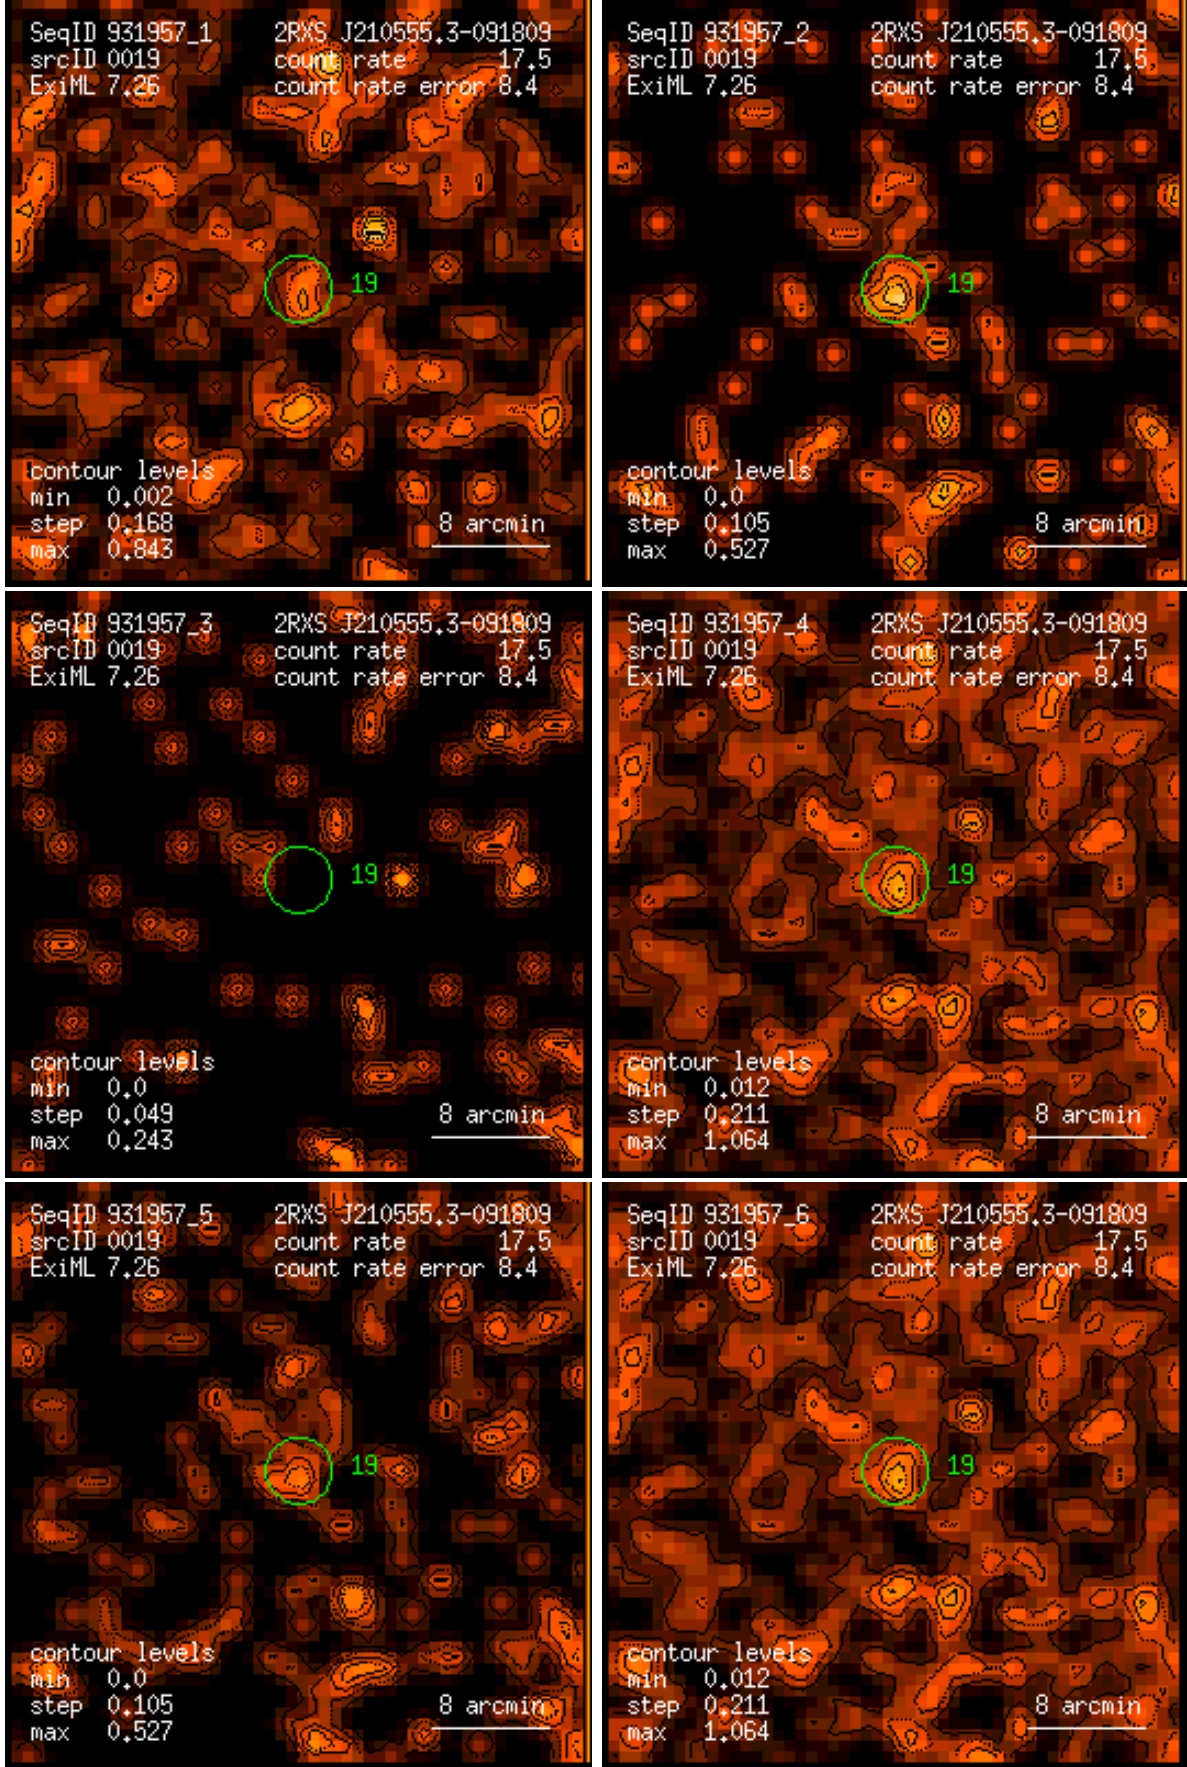 SeqID 931957_1 2RXS J210555.3-091809
srcID 0019 count rate 17.5
ExiML 7.26 count rate error 8.4
19
contour levels
min 0.002
step 0.168 8 arcmin
max 0.843
SeqID 931957_2 2RXS J210555.3-091809
srcID 0019 count rate 17.5
ExiML 7.26 count rate error 8.4
19
contour levels
min 0.0
step 0.105 8 arcmin
max 0.527
SeqID 931957_3 2RXS J210555.3-091809
srcID 0019 count rate 17.5
ExiML 7.26 count rate error 8.4
19
contour levels
min 0.0
step 0.049 8 arcmin
max 0.243
SeqID 931957_4 2RXS J210555.3-091809
srcID 0019 count rate 17.5
ExiML 7.26 count rate error 8.4
19
contour levels
min 0.012
step 0.211 8 arcmin
max 1.064
SeqID 931957_5 2RXS J210555.3-091809
srcID 0019 count rate 17.5
ExiML 7.26 count rate error 8.4
19
contour levels
min 0.0
step 0.105 8 arcmin
max 0.527
SeqID 931957_6 2RXS J210555.3-091809
srcID 0019 count rate 17.5
ExiML 7.26 count rate error 8.4
19
contour levels
min 0.012
step 0.211 8 arcmin
max 1.064